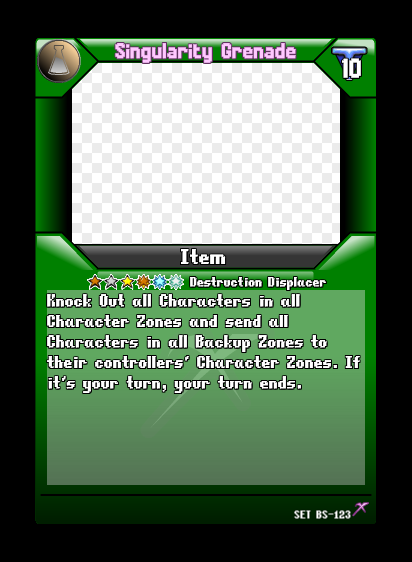 Singularity Grenade
10
Item
Destruction Displacer
Knock Out all Characters in all
Character Zones and send all
Characters in all Backup Zones to
their controllers' Character Zones. If
it's your turn, your turn ends.
SET BS-123